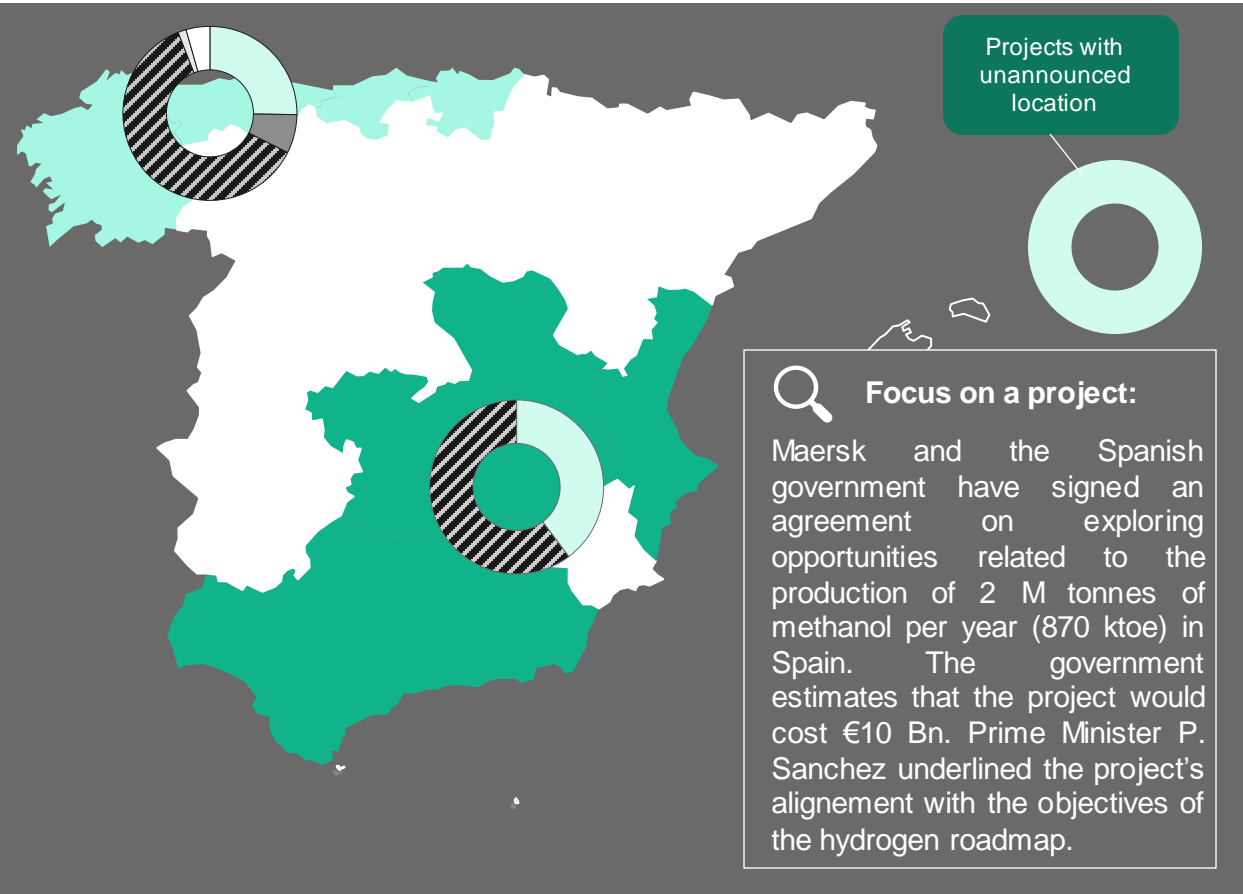 Projects with
unannounced
location
Focus on a project:
Maersk and the Spanish
government have signed an
agreement on exploring
opportunities related to the
production of 2 M tonnes of
methanol per year (870 ktoe) in
Spain. The government
estimates that the project would
cost €10 Bn. Prime Minister P.
Sanchez underlined the project’s
alignement with the objectives of
the hydrogen roadmap.